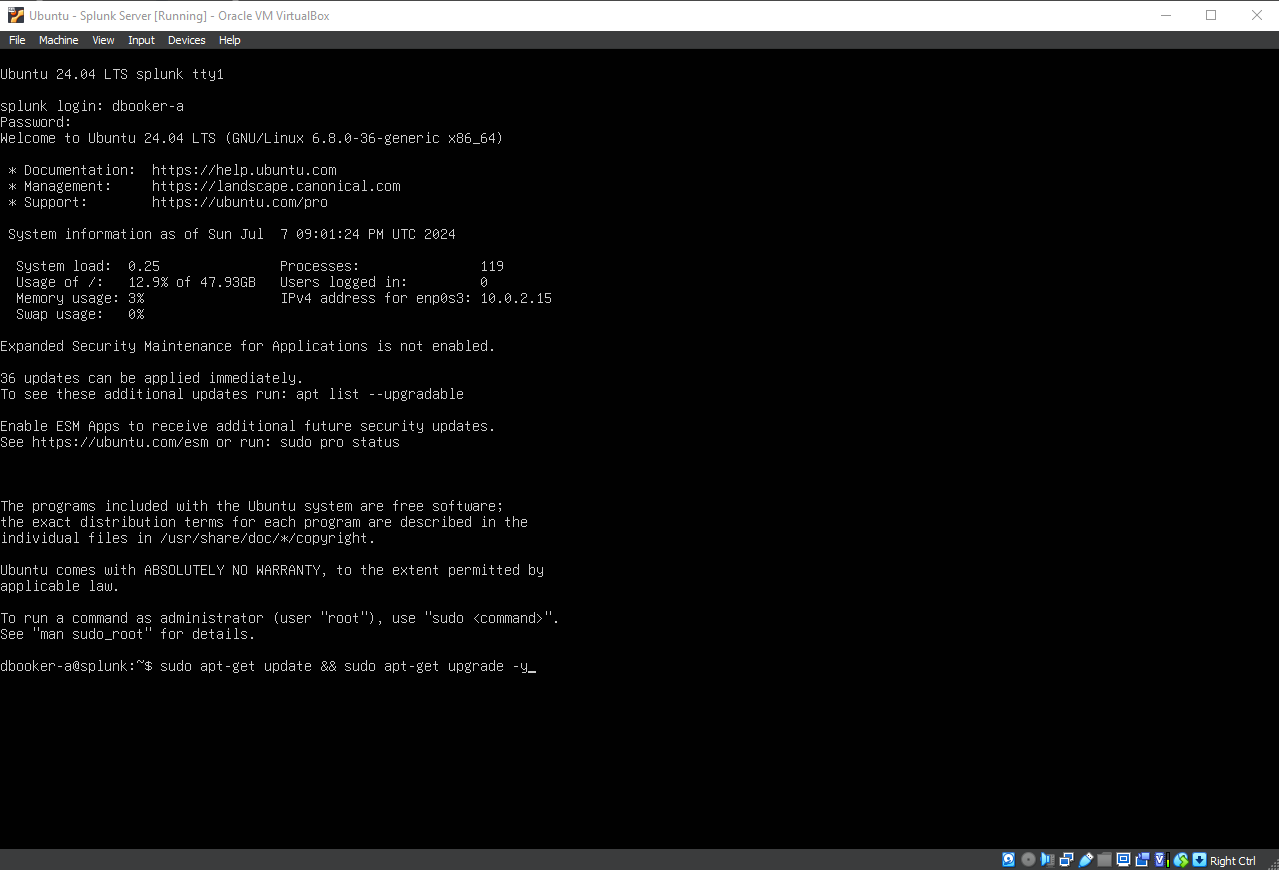 Ubuntu - Splunk Server [Running] - Oracle VM VirtualBox
File Machine View Input Devices Help
Ubuntu 24.04 LTS splunk tty1
splunk login: dbooker-a
Password:
Welcome to Ubuntu 24.04 LTS (GNU/Linux 6.8.0-36-generic x86_64)
* Documentation: https://help.ubuntu.com
* Management: https://landscape.canonical.com
* Support: https://ubuntu.com/pro
System information as of Sun Jul 7 09:01:24 PM UTC 2024
System load: 0.25 Processes: 119
Usage of /: 12.9% of 47.93GB Users logged in: 0
Memory usage: 3% IPv4 address for enp0s3: 10.0.2.15
Swap usage: 0%
Expanded Security Maintenance for Applications is not enabled.
36 updates can be applied immediately.
To see these additional updates run: apt list --upgradable
Enable ESM Apps to receive additional future security updates.
See https://ubuntu.com/esm or run: sudo pro status
The programs included with the Ubuntu system are free software;
the exact distribution terms for each program are described in the
individual files in /usr/share/doc/*/copyright.
Ubuntu comes with ABSOLUTELY NO WARRANTY, to the extent permitted by
applicable law.
To run a command as administrator (user "root"), use "sudo <command>".
See "man sudo_root" for details.
dbooker-a@splunk:~$ sudo apt-get update && sudo apt-get upgrade -y_
Right Ctrl